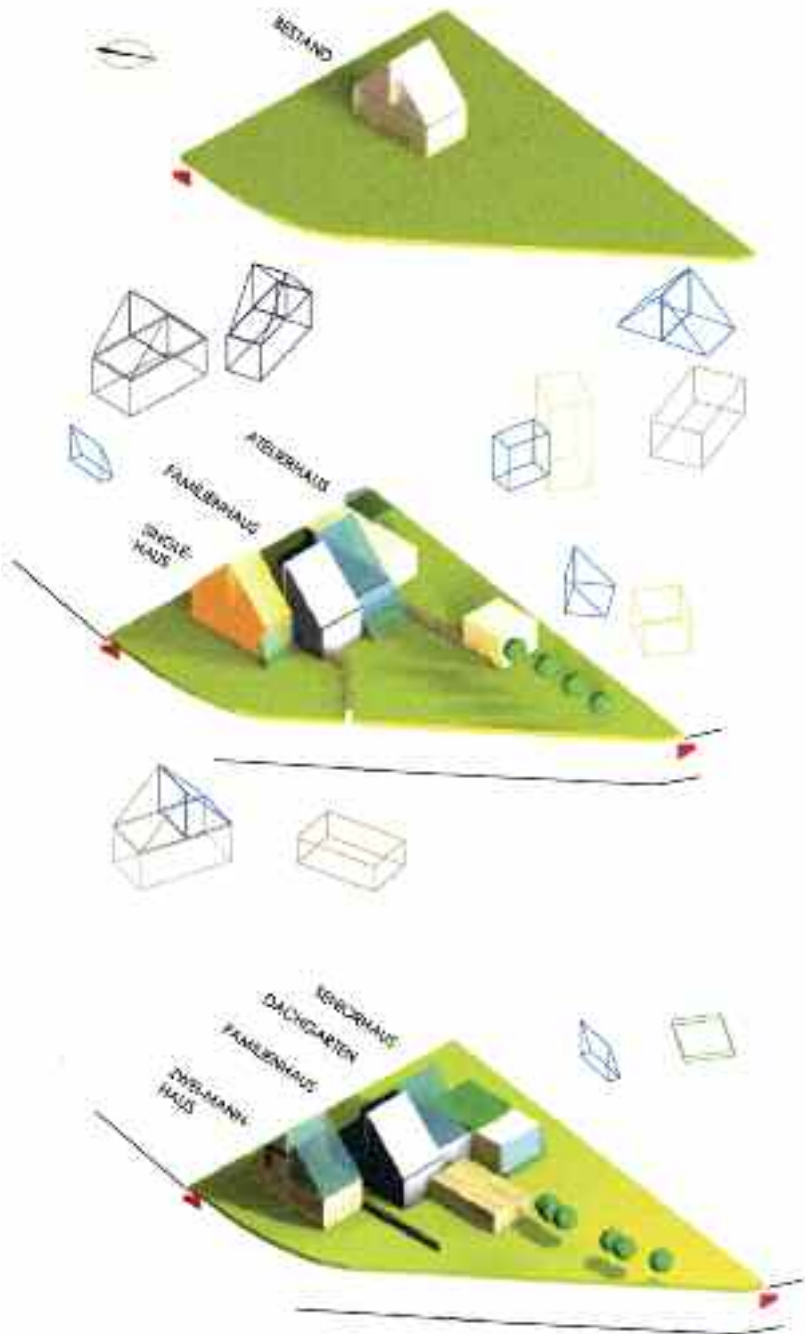 BESTAND
ATELIERHAUS
FAMILIENHAUS
SINGLE-
HAUS
SENIORHAUS
DACHGARTEN
FAMILIENHAUS
ZWEI-MANN
HAUS